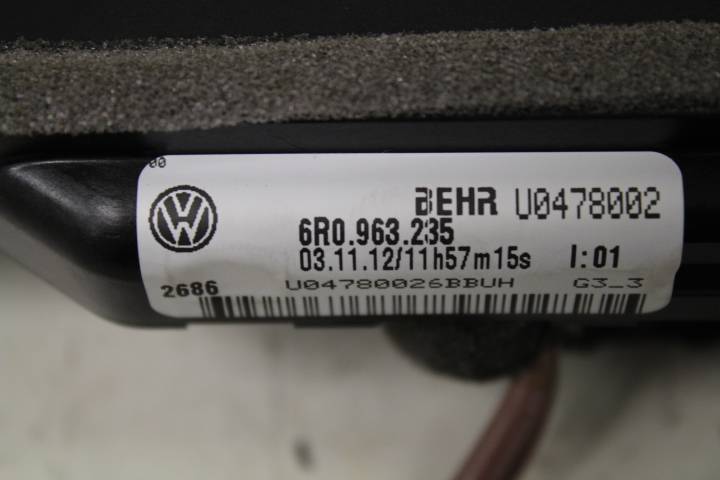 00
BEHR U0478002
6R0.963.235
03.11.12/11h57m15s I:01
2686 U04780026BBUH G3_3